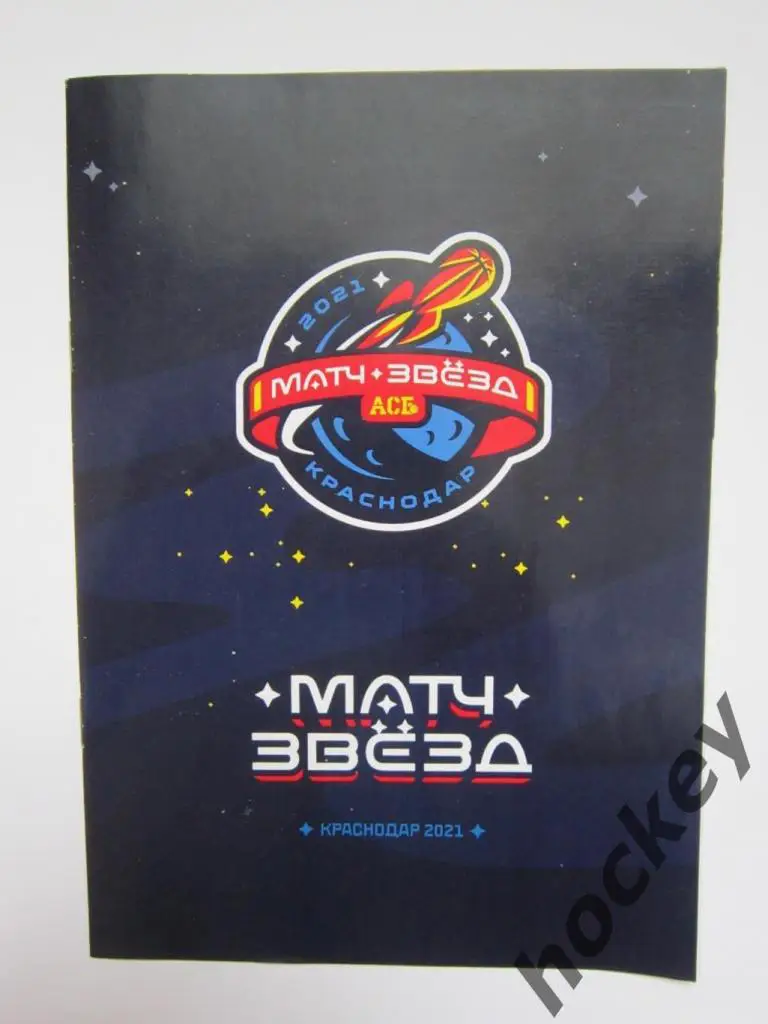 2021
МАТЧ ЗВЁЗД
АСБ
КРАСНОДАР
МАТЧ
ЗВЁЗД
КРАСНОДАР 2021
hockey